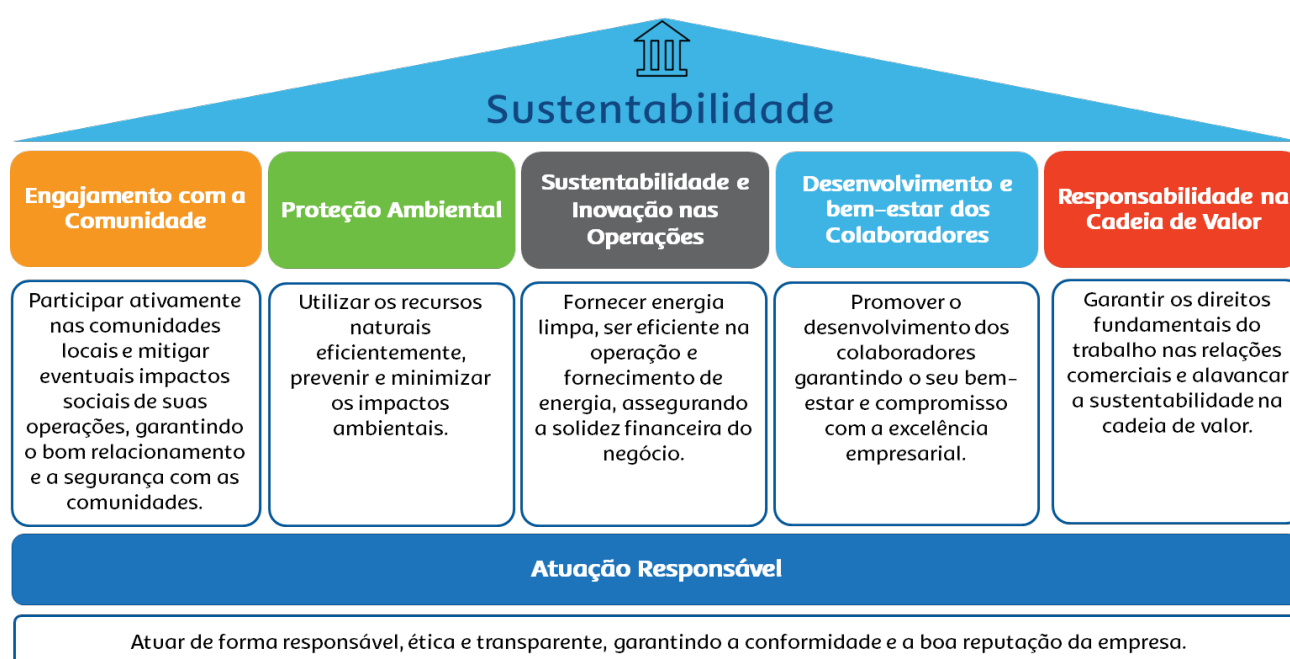 Sustentabilidade
Engajamento com a
Comunidade
Proteção Ambiental
Sustentabilidade e
Inovação nas
Operações
Desenvolvimento e
bem-estar dos
Colaboradores
Responsabilidade na
Cadeia de Valor
Participar ativamente
nas comunidades
locais e mitigar
eventuais impactos
sociais de suas
operações, garantindo
o bom relacionamento
e a segurança com as
comunidades.
Utilizar os recursos
naturais
eficientemente,
prevenir e minimizar
os impactos
ambientais.
Fornecer energia
limpa, ser eficiente na
operação e
fornecimento de
energia, assegurando
a solidez financeira do
negócio.
Promover o
desenvolvimento dos
colaboradores
garantindo o seu bem-
estar e compromisso
com a excelência
empresarial.
Garantir os direitos
fundamentais do
trabalho nas relações
comerciais e alavancar
a sustentabilidade na
cadeia de valor.
Atuação Responsável
Atuar de forma responsável, ética e transparente, garantindo a conformidade e a boa reputação da empresa.